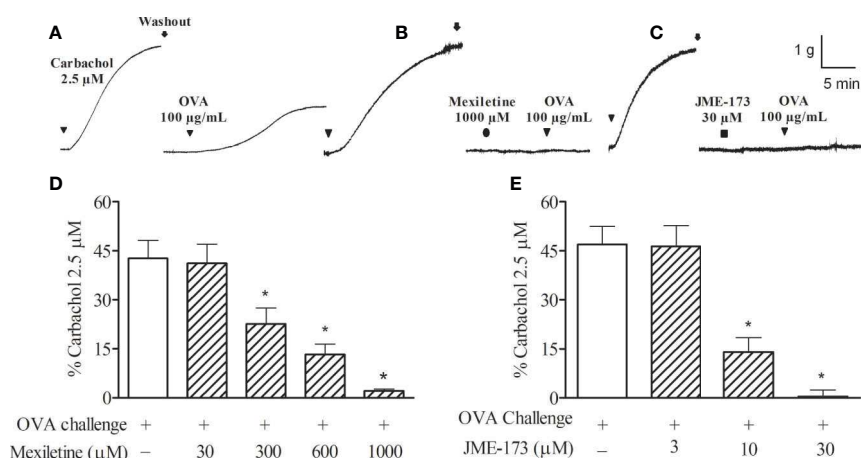 A
Washout
B
C
1 g
5 min
Carbachol
2.5 µM
OVA
100 µg/mL
Mexiletine
1000 µM
OVA
100 µg/mL
JME-173
30 µM
OVA
100 µg/mL
D
% Carbachol 2.5 µM
60
45
30
15
0
* * *
OVA challenge + + + + +
Mexiletine (µM) – 30 300 600 1000
E
% Carbachol 2.5 µM
60
45
30
15
0
* *
OVA Challenge + + + +
JME-173 (µM) – 3 10 30